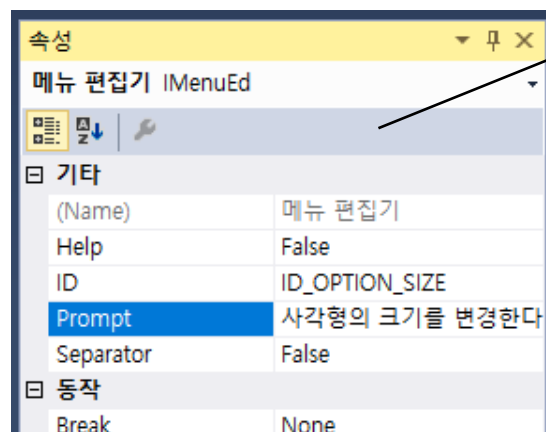 속성
메뉴 편집기 IMenuEd
기타
(Name) 메뉴 편집기
Help False
ID ID_OPTION_SIZE
Prompt 사각형의 크기를 변경한다
Separator False
동작
Break None